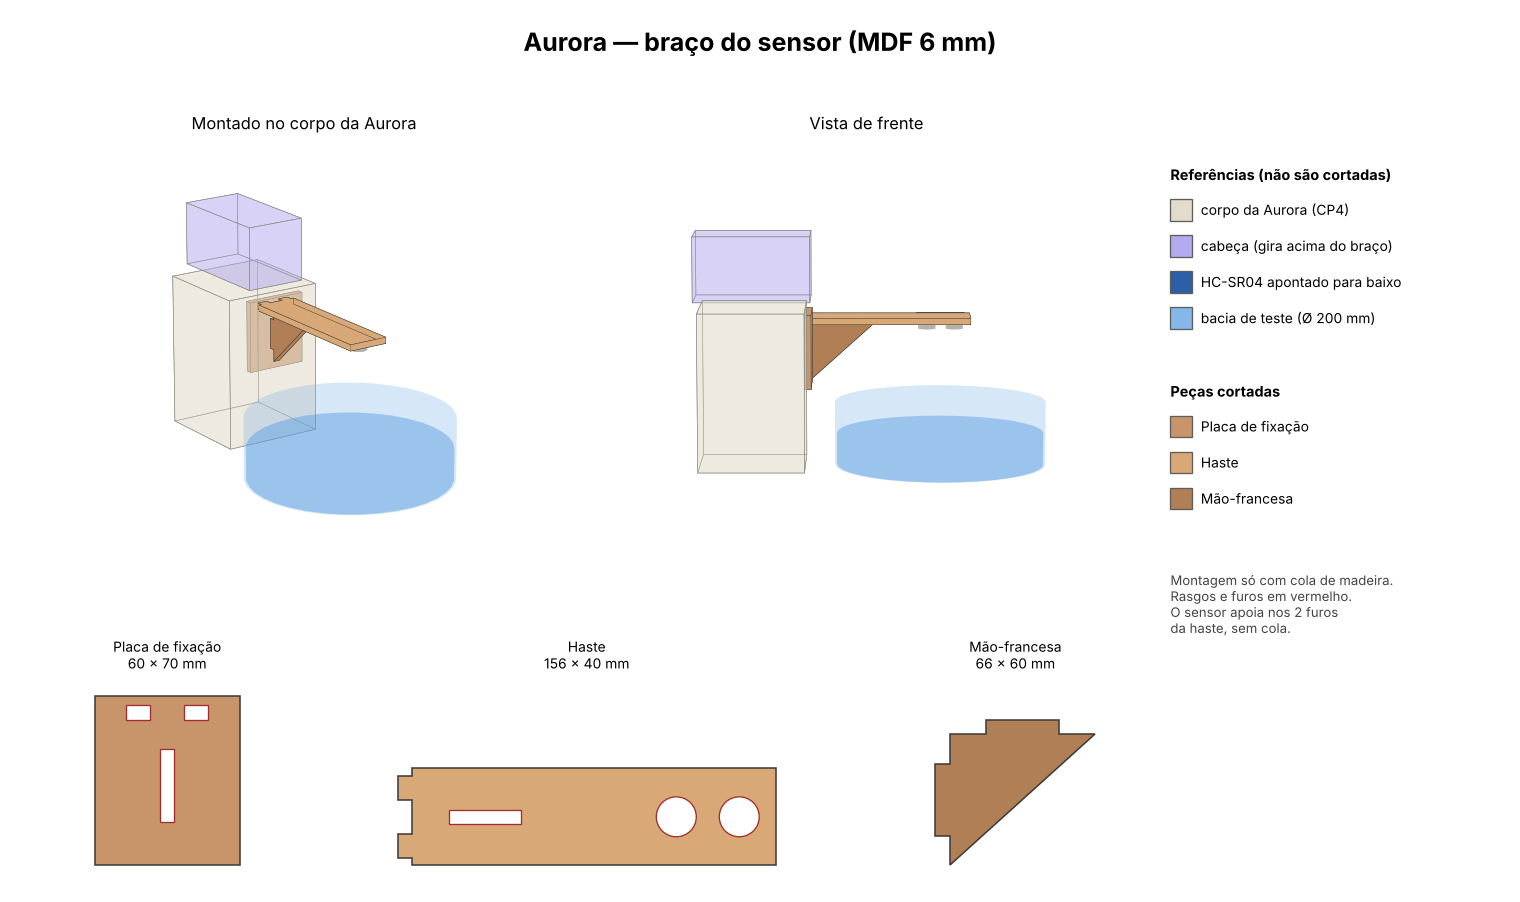 Aurora — braço do sensor (MDF 6 mm)
Montado no corpo da Aurora
Vista de frente
Referências (não são cortadas)
corpo da Aurora (CP4)
cabeça (gira acima do braço)
HC-SR04 apontado para baixo
bacia de teste (Ø 200 mm)
Peças cortadas
Placa de fixação
Haste
Mão-francesa
Montagem só com cola de madeira.
Rasgos e furos em vermelho.
O sensor apoia nos 2 furos
da haste, sem cola.
Placa de fixação
60 × 70 mm
Haste
156 × 40 mm
Mão-francesa
66 × 60 mm